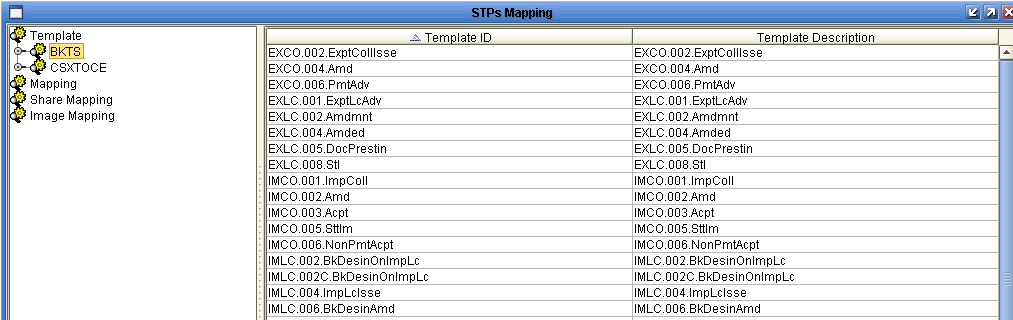 STPs Mapping
Template
BKTS
CSXTOCE
Mapping
Share Mapping
Image Mapping
Template ID Template Description
EXCO.002.ExptCollIsse EXCO.002.ExptCollIsse
EXCO.004.Amd EXCO.004.Amd
EXCO.006.PmtAdv EXCO.006.PmtAdv
EXLC.001.ExptLcAdv EXLC.001.ExptLcAdv
EXLC.002.Amdmnt EXLC.002.Amdmnt
EXLC.004.Amded EXLC.004.Amded
EXLC.005.DocPrestin EXLC.005.DocPrestin
EXLC.008.Stl EXLC.008.Stl
IMCO.001.ImpColl IMCO.001.ImpColl
IMCO.002.Amd IMCO.002.Amd
IMCO.003.Acpt IMCO.003.Acpt
IMCO.005.Sttlm IMCO.005.Sttlm
IMCO.006.NonPmtAcpt IMCO.006.NonPmtAcpt
IMLC.002.BkDesinOnImpLc IMLC.002.BkDesinOnImpLc
IMLC.002C.BkDesinOnImpLc IMLC.002C.BkDesinOnImpLc
IMLC.004.ImpLcIsse IMLC.004.ImpLcIsse
IMLC.006.BkDesinAmd IMLC.006.BkDesinAmd